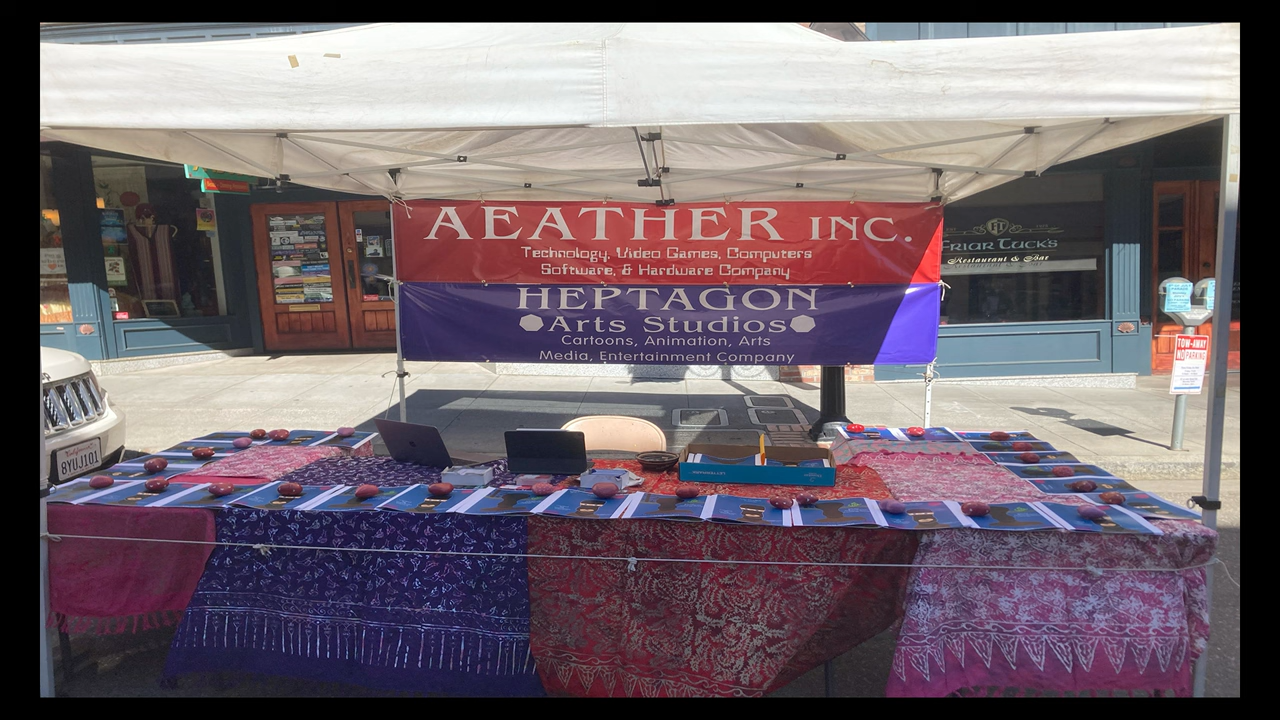 AEATHER INC.
Technology, Video Games, Computers
Software, & Hardware Company
HEPTAGON
Arts Studios
Cartoons, Animation, Arts
Media, Entertainment Company
FRIAR TUCK'S
Restaurant & Bar
TOW-AWAY
NO PARKING
8YUJ101